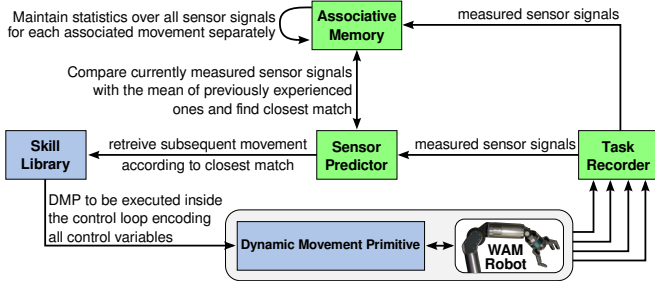 Maintain statistics over all sensor signals
for each associated movement separately
Associative
Memory
measured sensor signals
Compare currently measured sensor signals
with the mean of previously experienced
ones and find closest match
Skill
Library
retreive subsequent movement
according to closest match
Sensor
Predictor
measured sensor signals
Task
Recorder
DMP to be executed inside
the control loop encoding
all control variables
Dynamic Movement Primitive
WAM
Robot